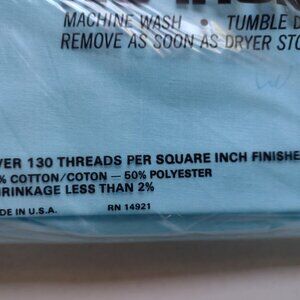 MACHINE WASH • TUMBLE D
REMOVE AS SOON AS DRYER STO
VER 130 THREADS PER SQUARE INCH FINISHE
% COTTON/COTON — 50% POLYESTER
RINKAGE LESS THAN 2%
DE IN U.S.A. RN 14921